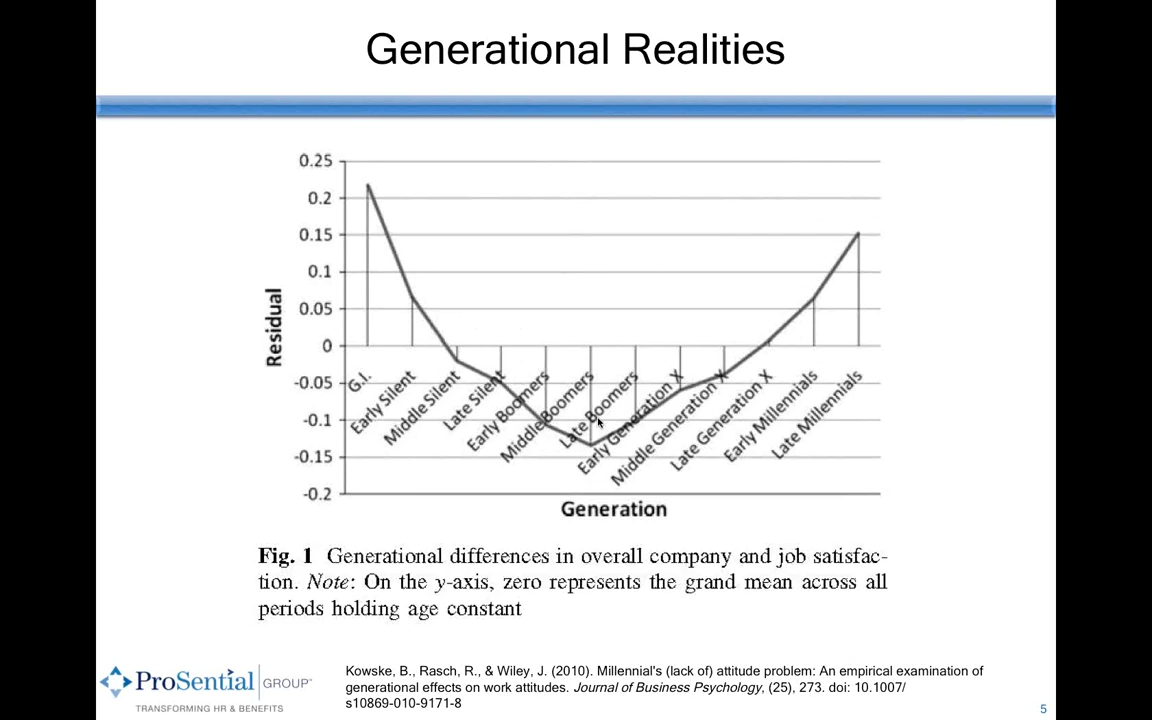 Generational Realities
0.25
0.2
0.15
0.1
0.05
0
-0.05
-0.1
-0.15
-0.2
Residual
G.I.
Early Silent
Middle Silent
Late Silent
Early Boomers
Middle Boomers
Late Boomers
Early Generation X
Middle Generation X
Late Generation X
Early Millennials
Late Millennials
Generation
Fig. 1 Generational differences in overall company and job satisfac-
tion. Note: On the y-axis, zero represents the grand mean across all
periods holding age constant
ProSential GROUP™
TRANSFORMING HR & BENEFITS
Kowske, B., Rasch, R., & Wiley, J. (2010). Millennial's (lack of) attitude problem: An empirical examination of
generational effects on work attitudes. Journal of Business Psychology, (25), 273. doi: 10.1007/
s10869-010-9171-8
5